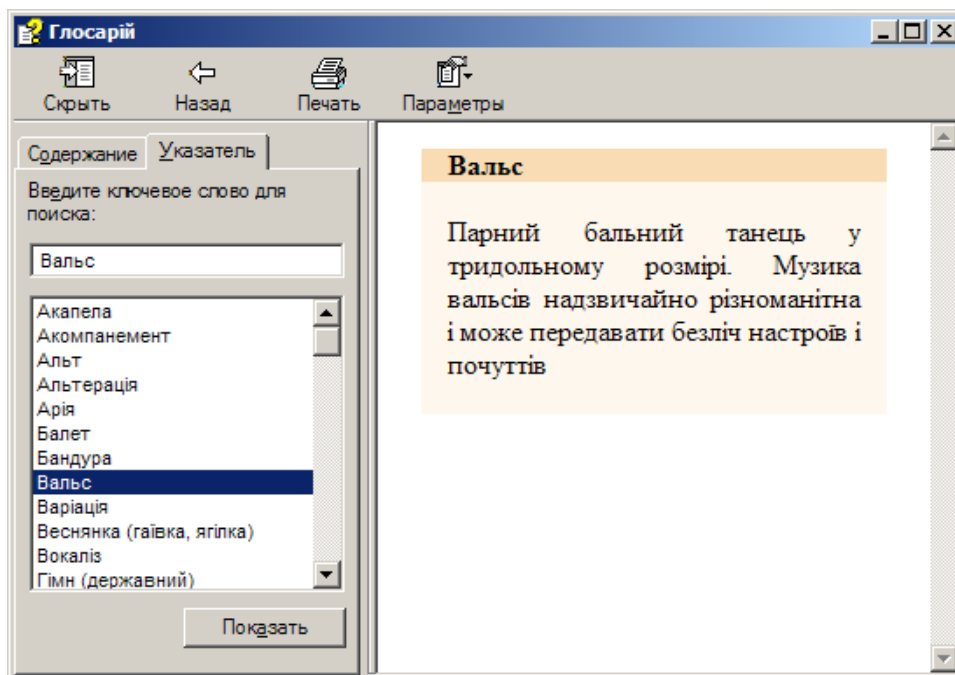 Глосарій
Скрыть Назад Печать Параметры
Содержание Указатель
Введите ключевое слово для
поиска:
Вальс
Акапела
Акомпанемент
Альт
Альтерація
Арія
Балет
Бандура
Вальс
Варіація
Веснянка (гаївка, ягілка)
Вокаліз
Гімн (державний)
Показать
Вальс
Парний бальний танець у
тридольному розмірі. Музика
вальсів надзвичайно різноманітна
і може передавати безліч настроїв і
почуттів